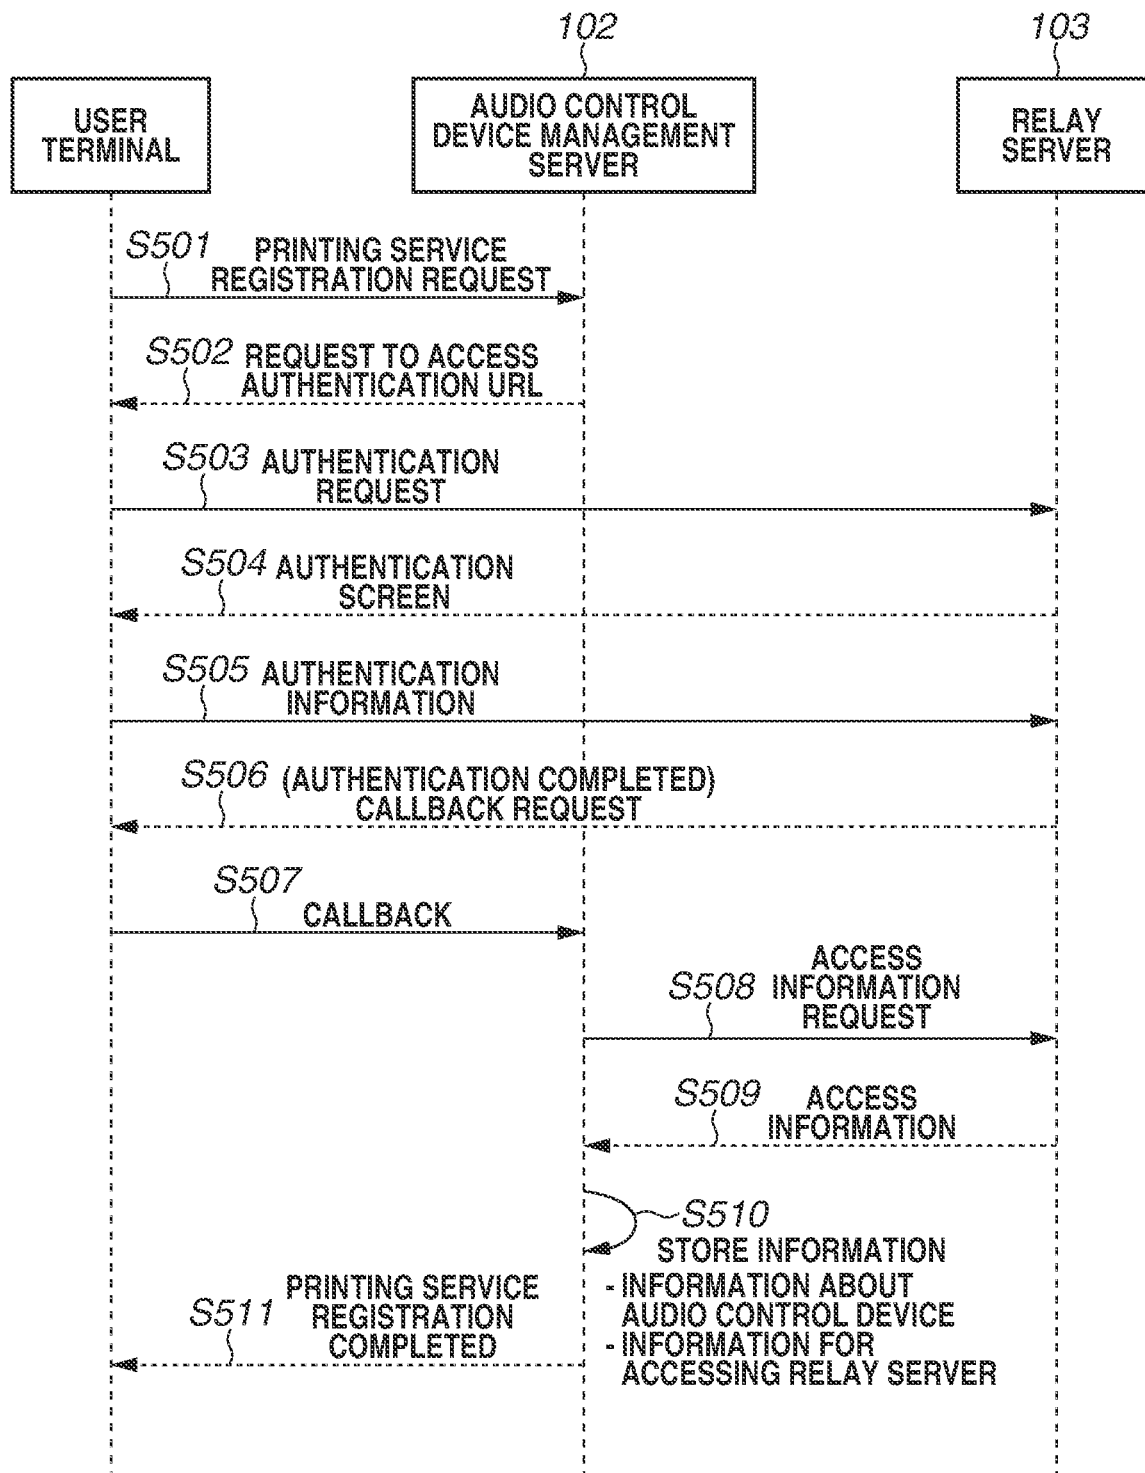 102
103
USER
TERMINAL
AUDIO CONTROL
DEVICE MANAGEMENT
SERVER
RELAY
SERVER
S501
PRINTING SERVICE
REGISTRATION REQUEST
S502
REQUEST TO ACCESS
AUTHENTICATION URL
S503
AUTHENTICATION
REQUEST
S504
AUTHENTICATION
SCREEN
S505
AUTHENTICATION
INFORMATION
S506
(AUTHENTICATION COMPLETED)
CALLBACK REQUEST
S507
CALLBACK
S508
ACCESS
INFORMATION
REQUEST
S509
ACCESS
INFORMATION
S510
STORE INFORMATION
- INFORMATION ABOUT
AUDIO CONTROL DEVICE
- INFORMATION FOR
ACCESSING RELAY SERVER
S511
PRINTING SERVICE
REGISTRATION
COMPLETED